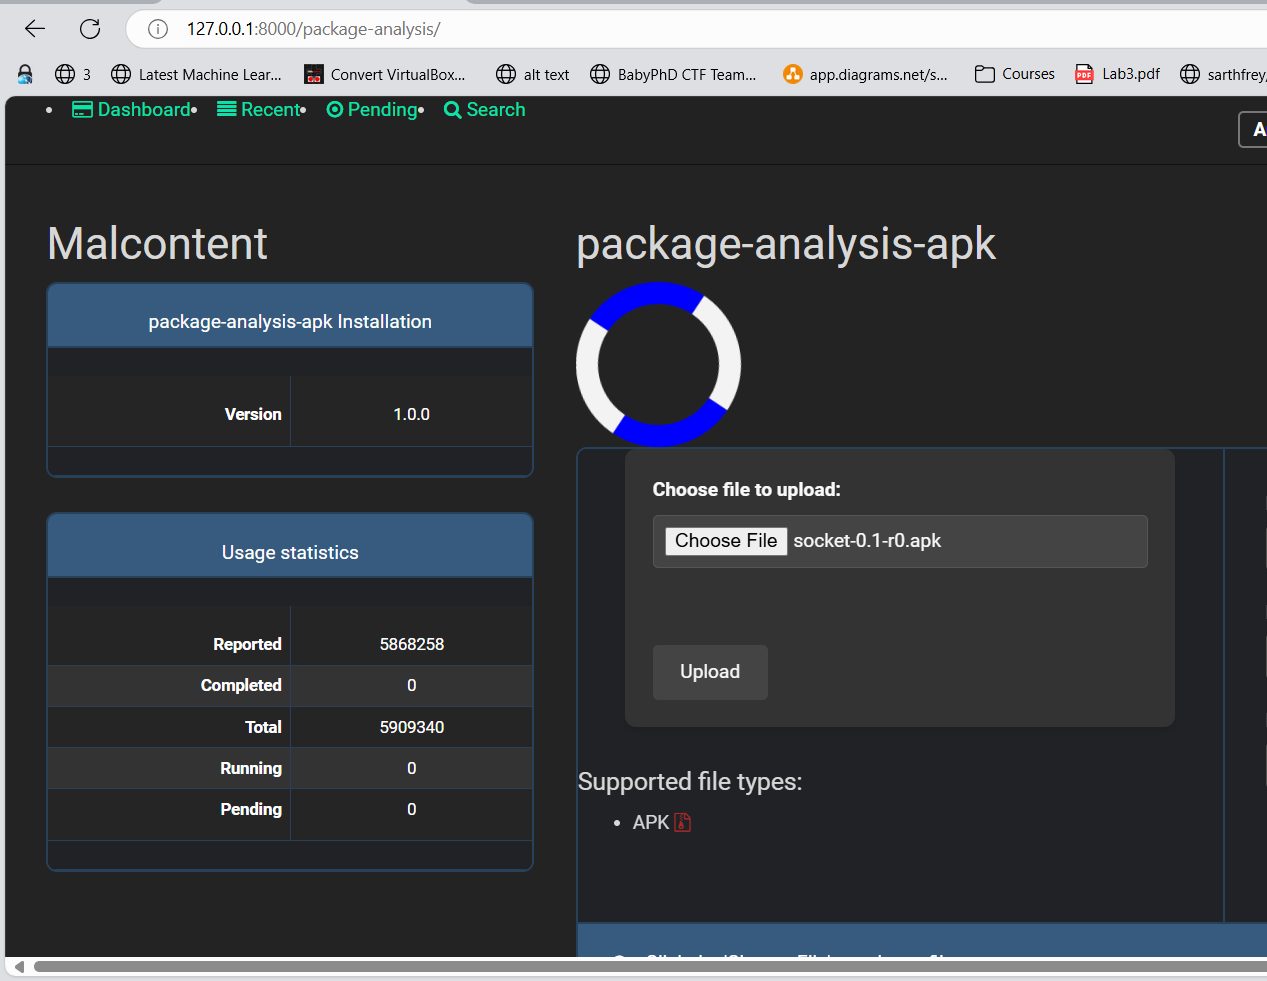 127.0.0.1:8000/package-analysis/
3 Latest Machine Lear... Convert VirtualBox... alt text BabyPhD CTF Team... app.diagrams.net/s... Courses PDF Lab3.pdf sarthfrey
• Dashboard • Recent • Pending • Search
A
Malcontent
package-analysis-apk
package-analysis-apk Installation
Version 1.0.0
Usage statistics
Reported 5868258
Completed 0
Total 5909340
Running 0
Pending 0
Choose file to upload:
Choose File socket-0.1-r0.apk
Upload
Supported file types:
• APK